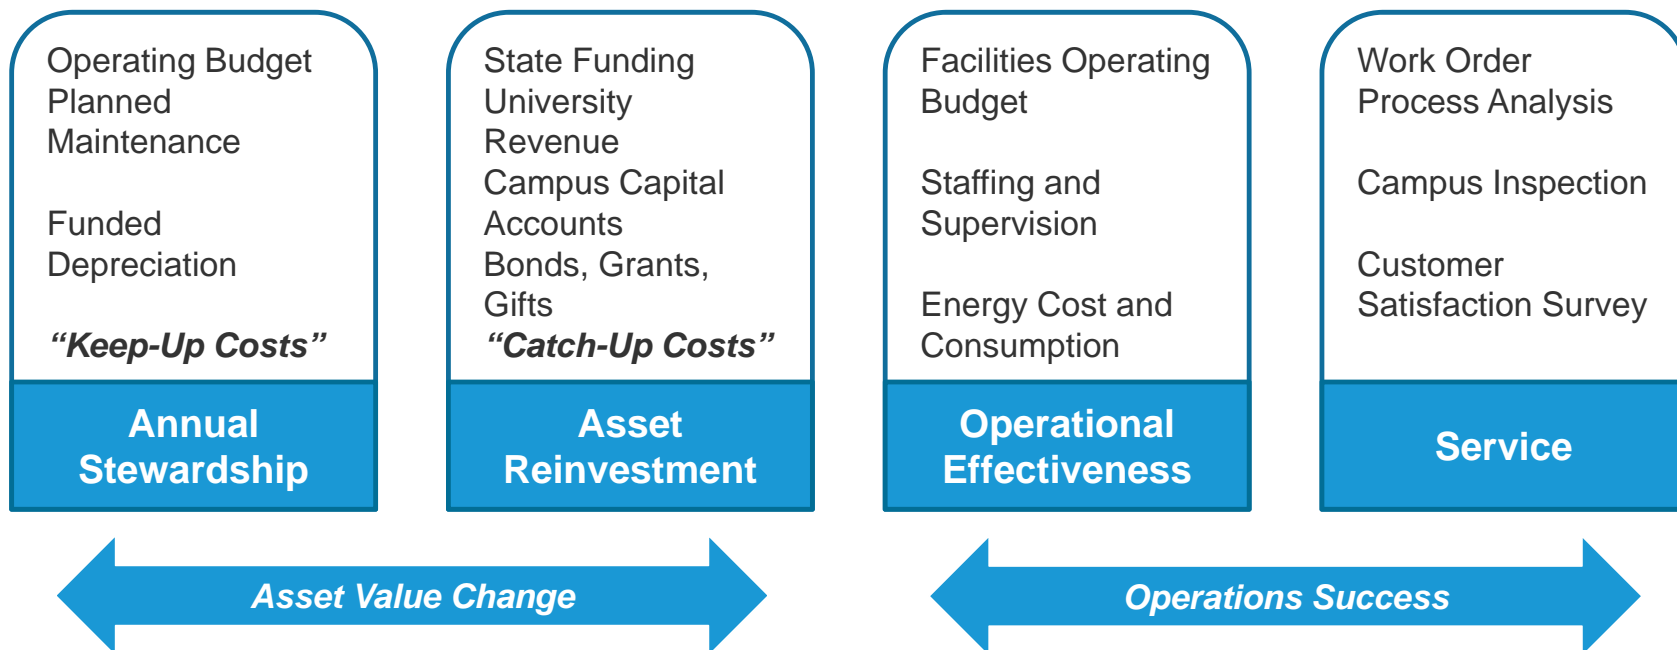 Operating Budget
Planned
Maintenance
Funded
Depreciation
“Keep-Up Costs”
Annual
Stewardship
State Funding
University
Revenue
Campus Capital
Accounts
Bonds, Grants,
Gifts
“Catch-Up Costs”
Asset
Reinvestment
Facilities Operating
Budget
Staffing and
Supervision
Energy Cost and
Consumption
Operational
Effectiveness
Work Order
Process Analysis
Campus Inspection
Customer
Satisfaction Survey
Service
Asset Value Change
Operations Success